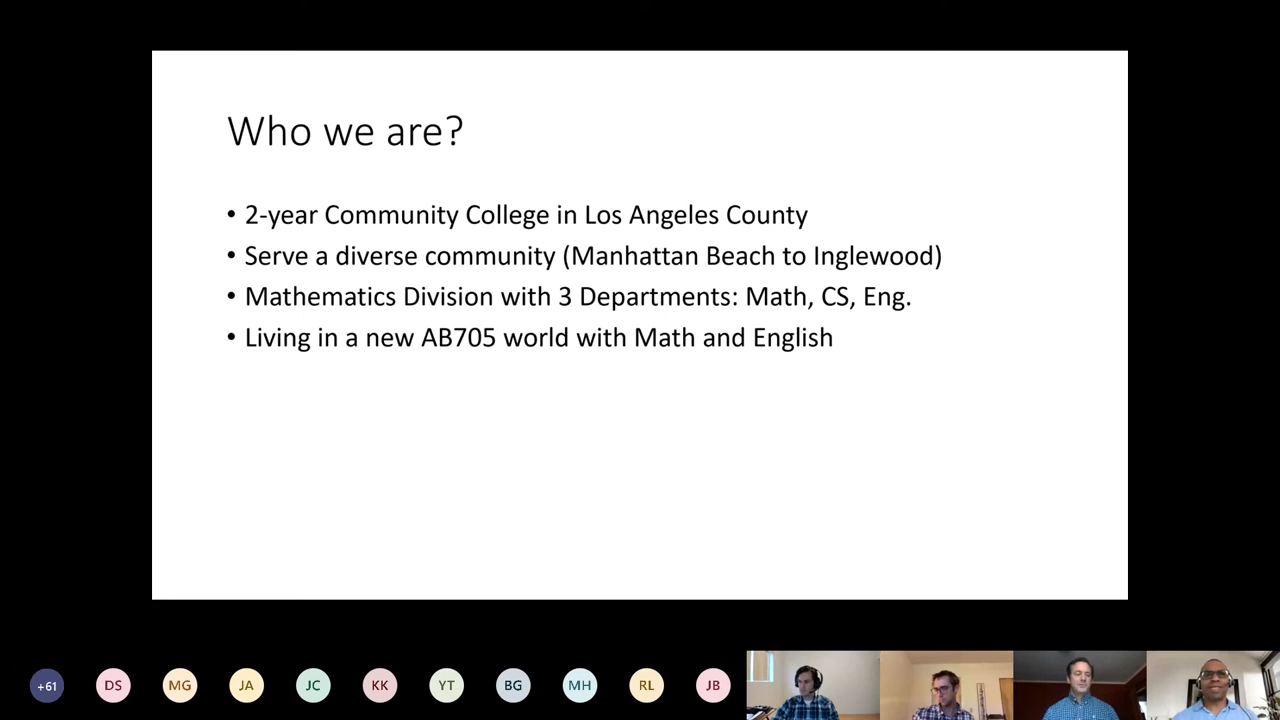 Who we are?
• 2-year Community College in Los Angeles County
• Serve a diverse community (Manhattan Beach to Inglewood)
• Mathematics Division with 3 Departments: Math, CS, Eng.
• Living in a new AB705 world with Math and English
+61 DS MG JA JC KK YT BG MH RL JB